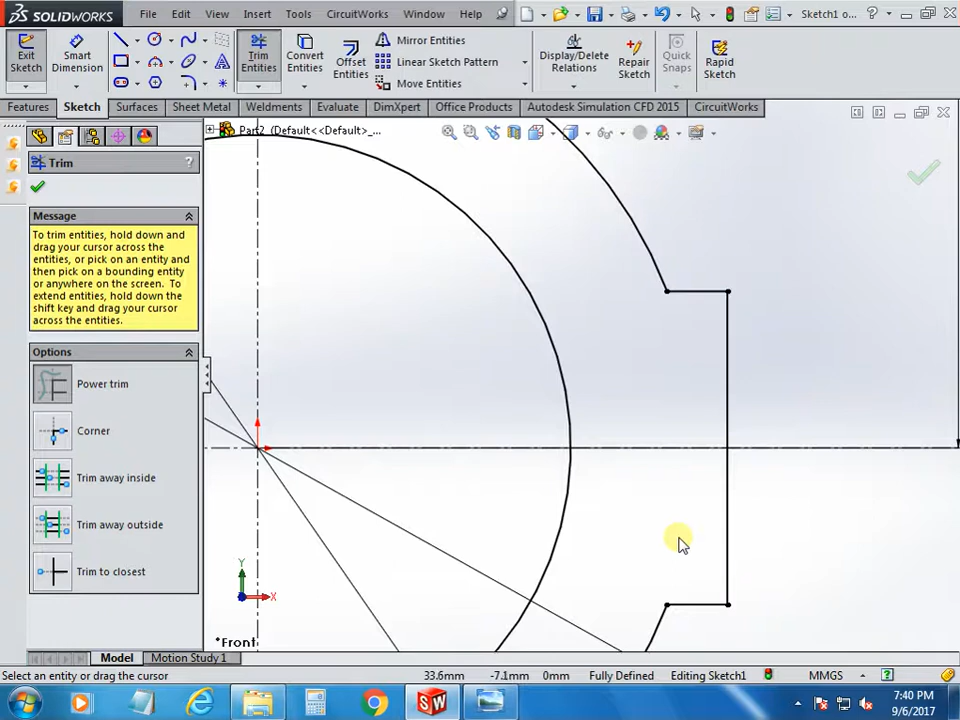 SOLIDWORKS File Edit View Insert Tools CircuitWorks Window Help Sketch1 o... ?
Exit Sketch
Smart Dimension
Trim Entities
Convert Entities
Offset Entities
Mirror Entities
Linear Sketch Pattern
Move Entities
Display/Delete Relations
Repair Sketch
Quick Snaps
Rapid Sketch
Features Sketch Surfaces Sheet Metal Weldments Evaluate DimXpert Office Products Autodesk Simulation CFD 2015 CircuitWorks
Part2 (Default<<Default>_...
Trim ?
Message
To trim entities, hold down and
drag your cursor across the
entities, or pick on an entity and
then pick on a bounding entity
or anywhere on the screen. To
extend entities, hold down the
shift key and drag your cursor
across the entities.
Options
Power trim
Corner
Trim away inside
Trim away outside
Trim to closest
Y
X
*Front
Model Motion Study 1
Select an entity or drag the cursor 33.6mm -7.1mm 0mm Fully Defined Editing Sketch1 MMGS ?
7:40 PM
9/6/2017